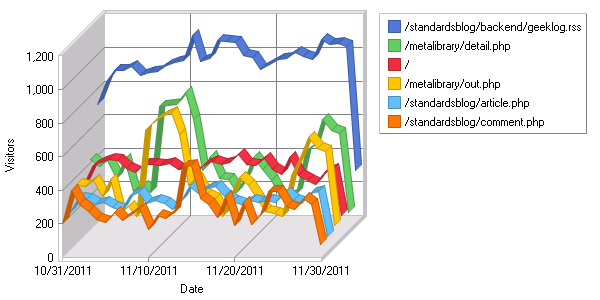 /standardsblog/backend/geeklog.rss
/metalibrary/detail.php
/
/metalibrary/out.php
/standardsblog/article.php
/standardsblog/comment.php
Visitors
1,200
1,000
800
600
400
200
0
10/31/2011 11/10/2011 11/20/2011 11/30/2011
Date